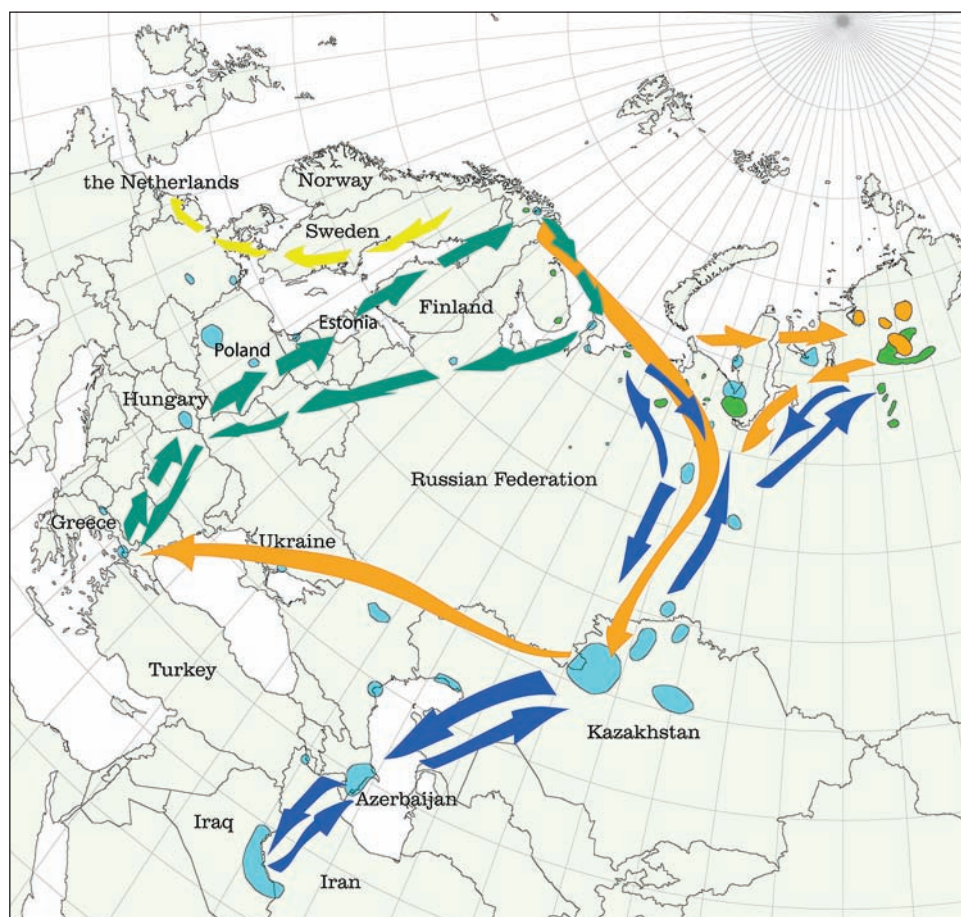 the Netherlands
Norway
Sweden
Finland
Estonia
Poland
Hungary
Russian Federation
Greece
Ukraine
Turkey
Kazakhstan
Azerbaijan
Iraq
Iran